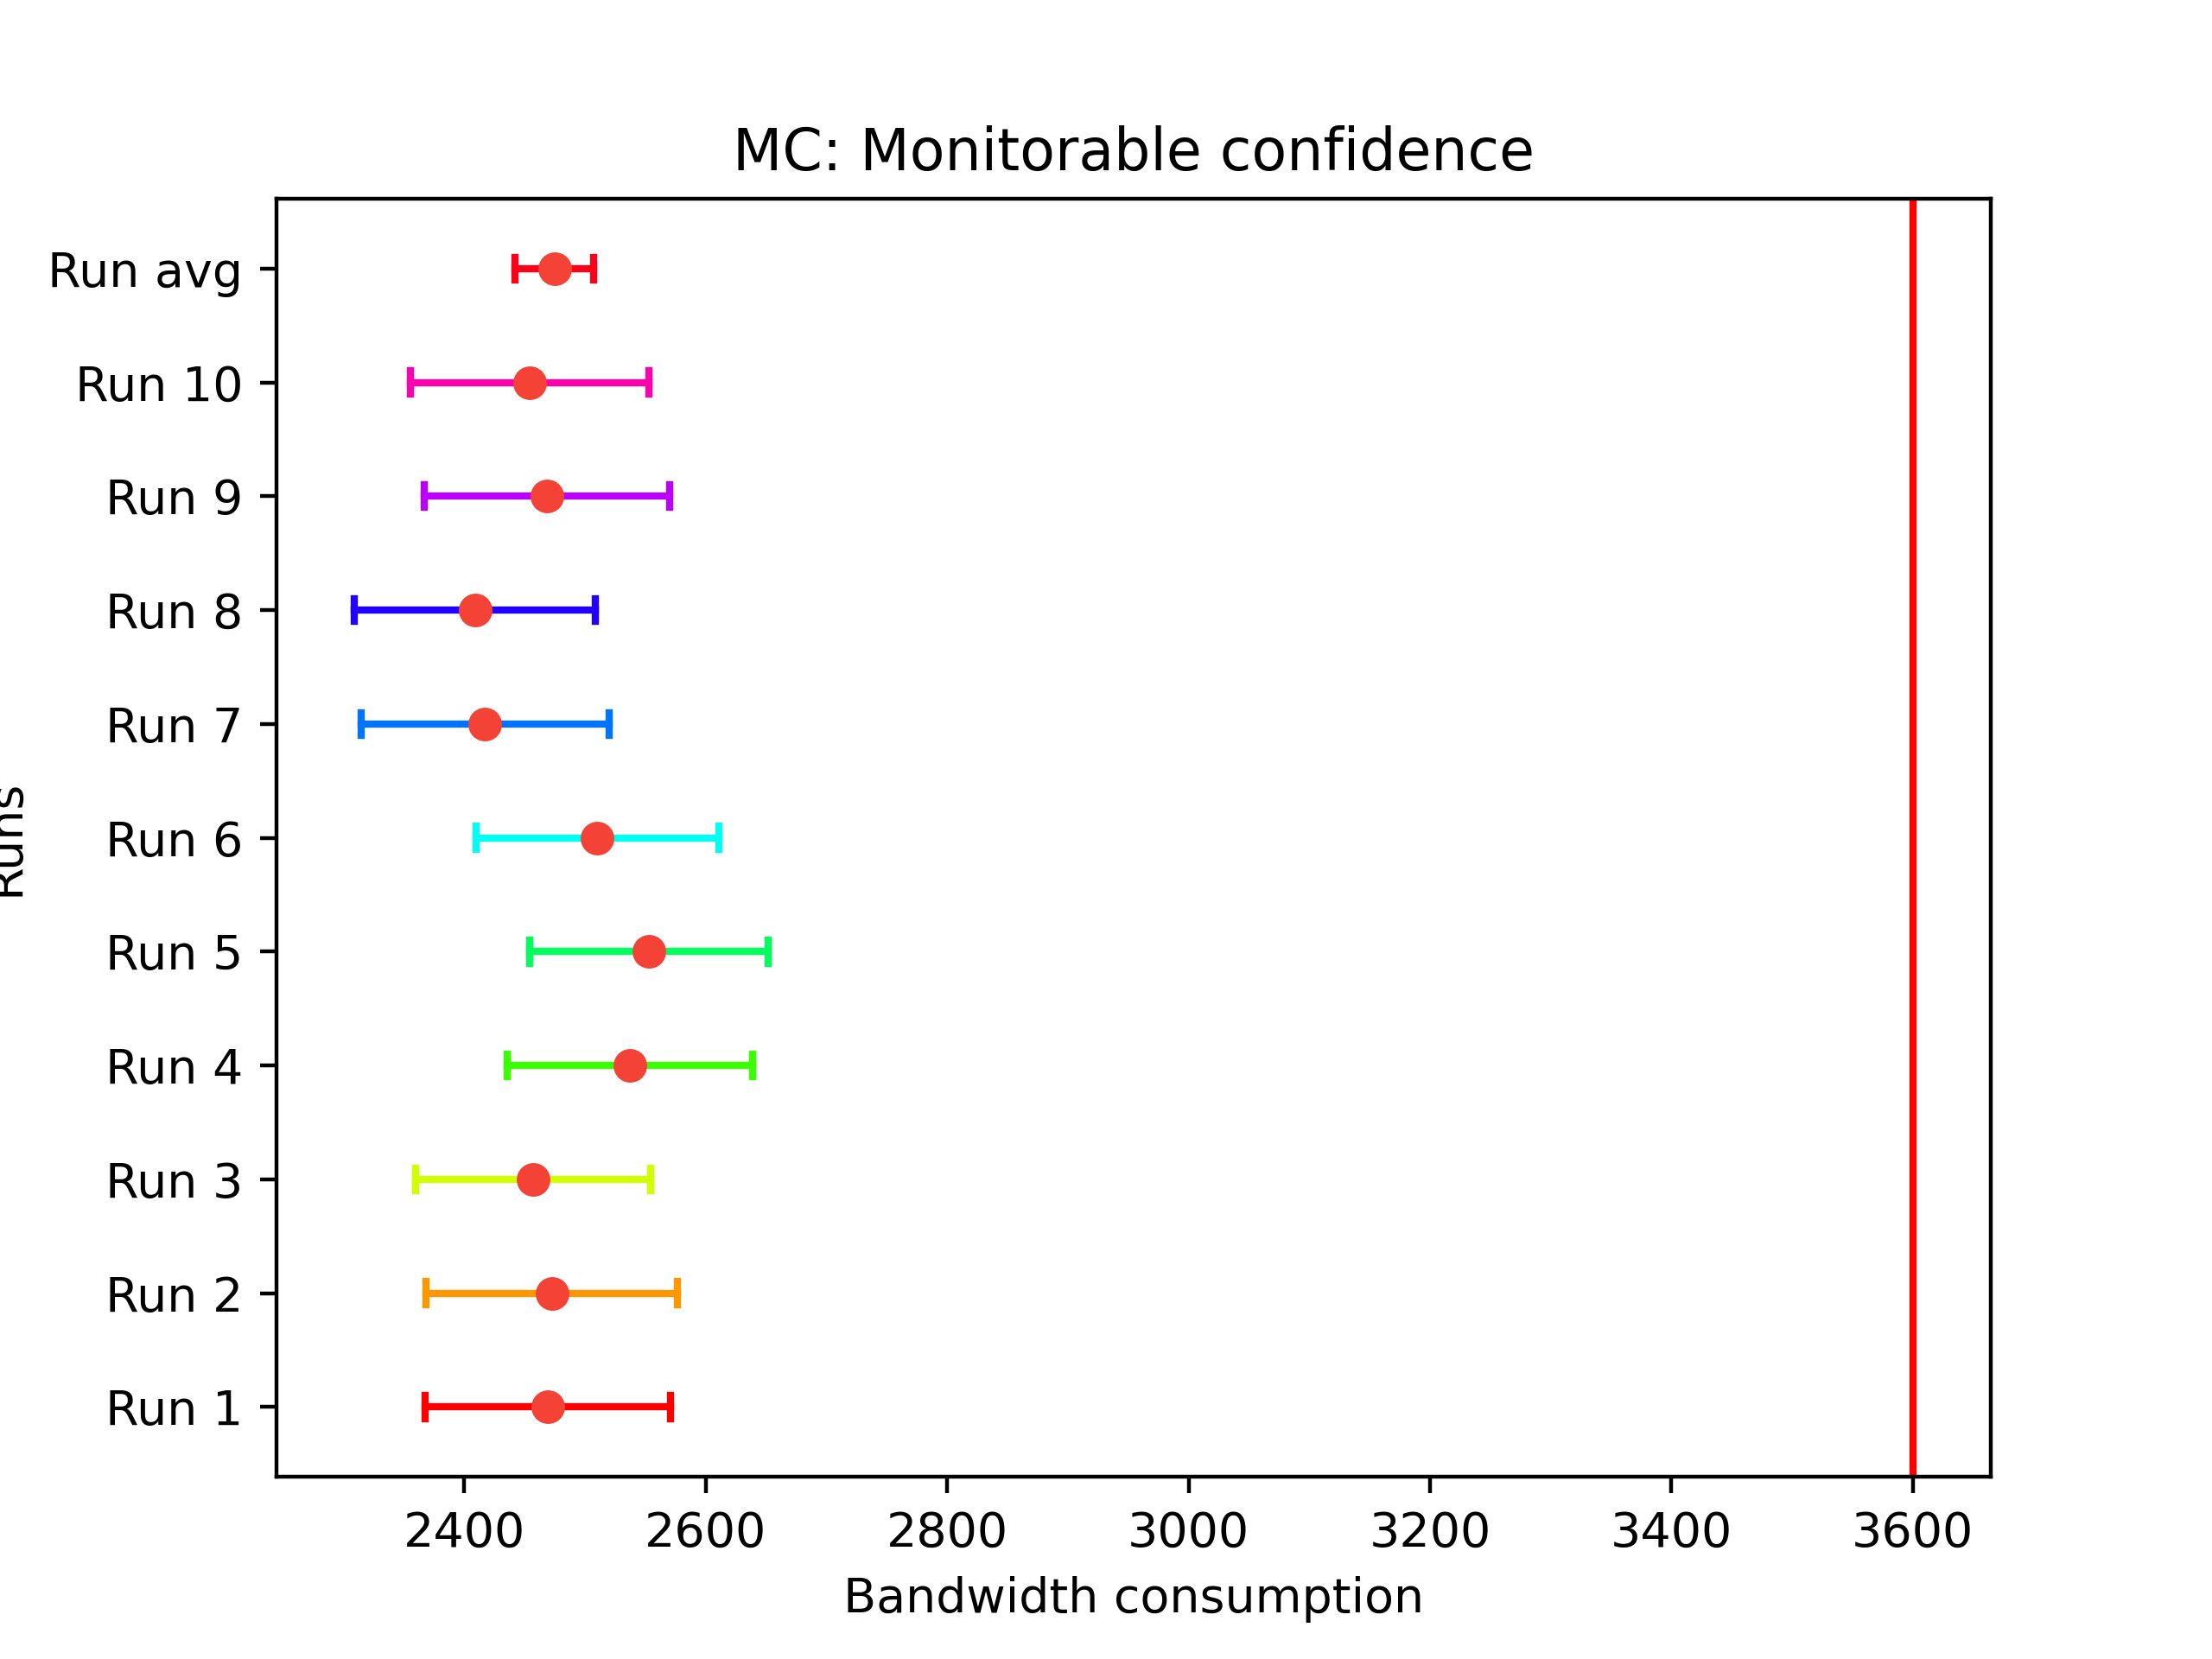 MC: Monitorable confidence
Run avg
Run 10
Run 9
Run 8
Run 7
Run 6
Run 5
Run 4
Run 3
Run 2
Run 1
Runs
2400 2600 2800 3000 3200 3400 3600
Bandwidth consumption